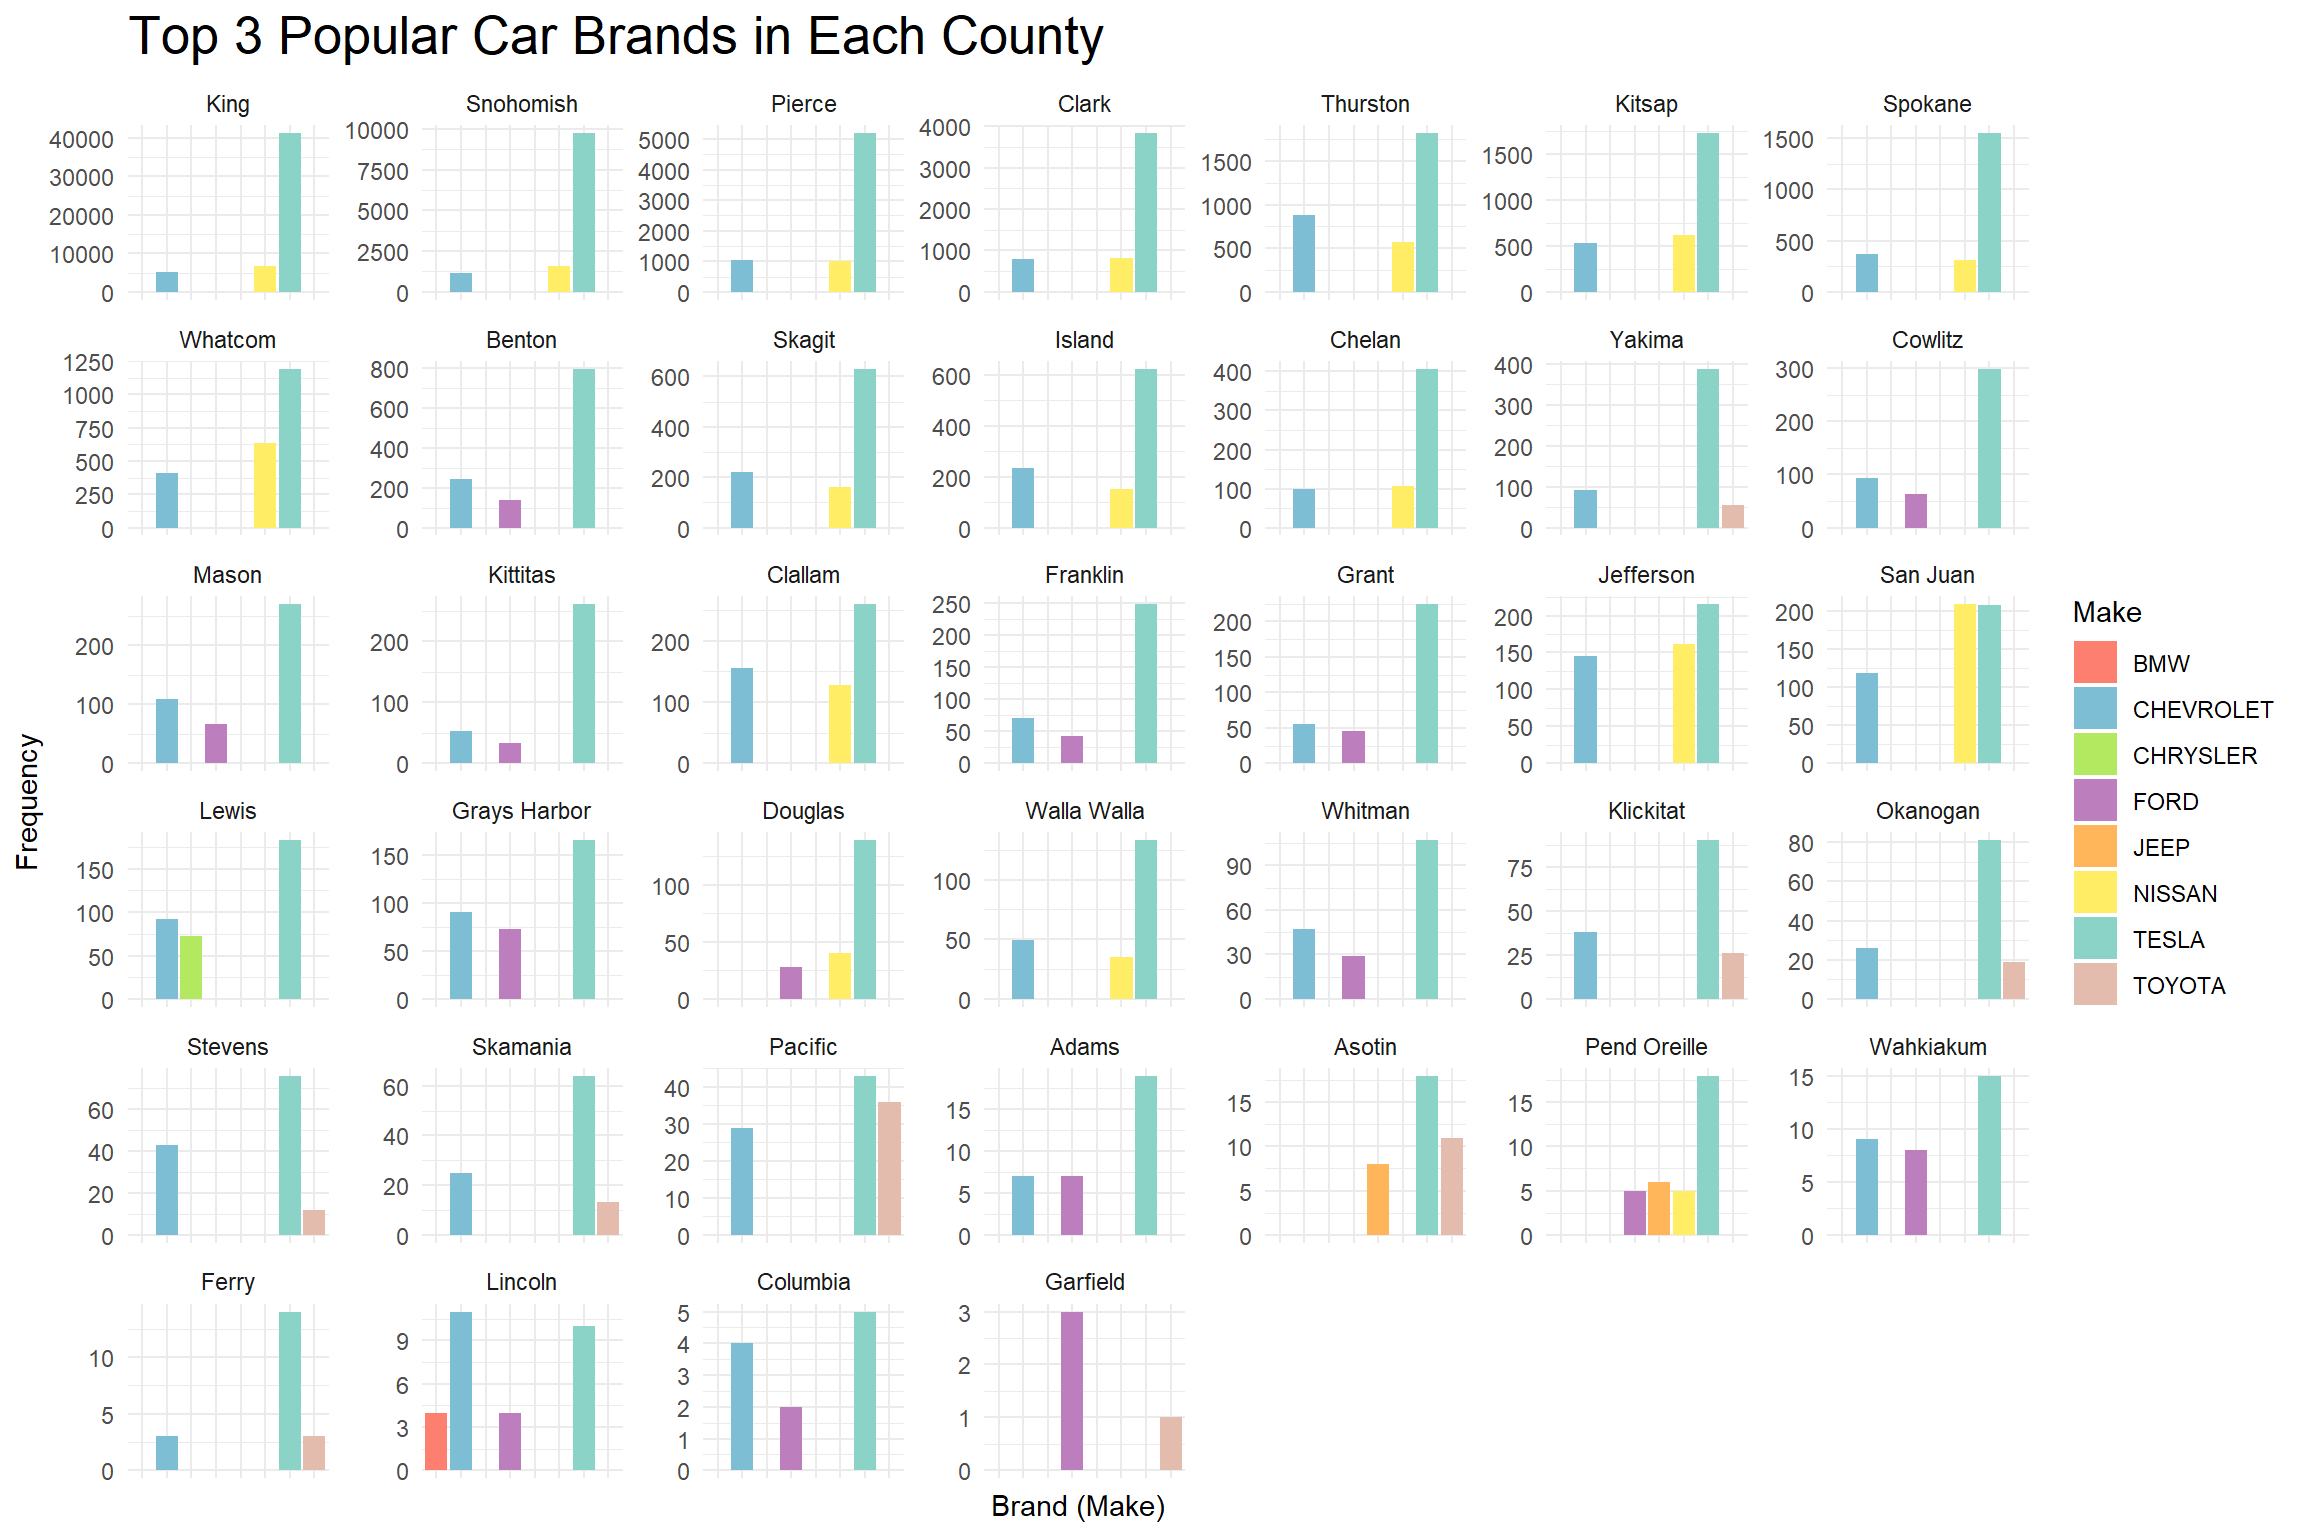 Top 3 Popular Car Brands in Each County
King Snohomish Pierce Clark Thurston Kitsap Spokane
40000 30000 20000 10000 0
10000 7500 5000 2500 0
5000 4000 3000 2000 1000 0
4000 3000 2000 1000 0
1500 1000 500 0
1500 1000 500 0
1500 1000 500 0
Whatcom Benton Skagit Island Chelan Yakima Cowlitz
1250 1000 750 500 250 0
800 600 400 200 0
600 400 200 0
600 400 200 0
400 300 200 100 0
400 300 200 100 0
300 200 100 0
Mason Kittitas Clallam Franklin Grant Jefferson San Juan
200 100 0
200 100 0
200 100 0
250 200 150 100 50 0
200 150 100 50 0
200 150 100 50 0
200 150 100 50 0
Lewis Grays Harbor Douglas Walla Walla Whitman Klickitat Okanogan
150 100 50 0
150 100 50 0
100 50 0
100 50 0
90 60 30 0
75 50 25 0
80 60 40 20 0
Stevens Skamania Pacific Adams Asotin Pend Oreille Wahkiakum
60 40 20 0
60 40 20 0
40 30 20 10 0
15 10 5 0
15 10 5 0
15 10 5 0
15 10 5 0
Ferry Lincoln Columbia Garfield
10 5 0
9 6 3 0
5 4 3 2 1 0
3 2 1 0
Frequency
Brand (Make)
Make
BMW
CHEVROLET
CHRYSLER
FORD
JEEP
NISSAN
TESLA
TOYOTA